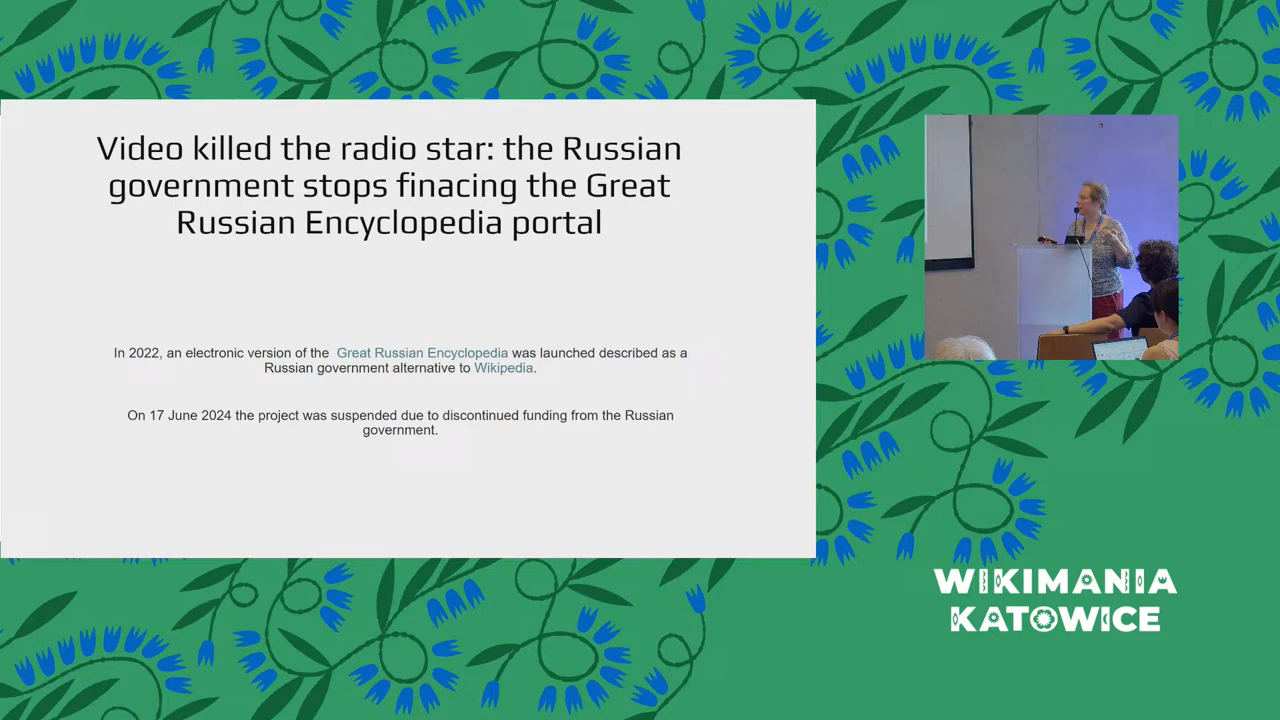 Video killed the radio star: the Russian
government stops finacing the Great
Russian Encyclopedia portal
In 2022, an electronic version of the Great Russian Encyclopedia was launched described as a
Russian government alternative to Wikipedia.
On 17 June 2024 the project was suspended due to discontinued funding from the Russian
government.
WIKIMANIA
KATOWICE